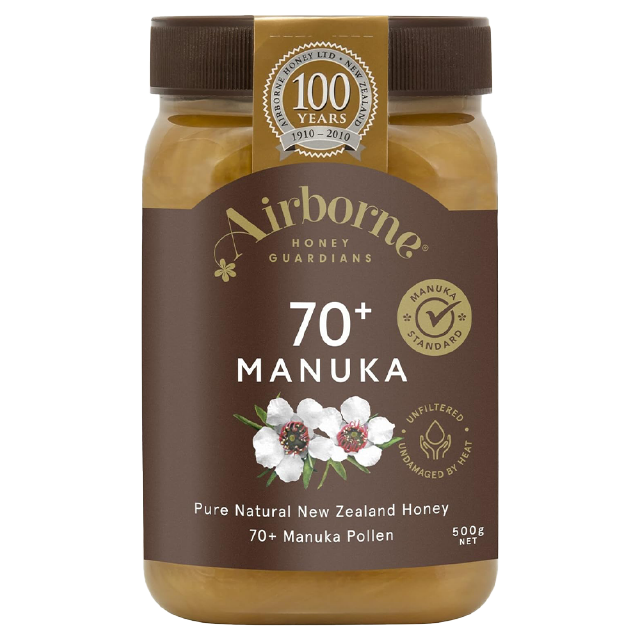 AIRBORNE HONEY LTD • NEW ZEALAND
100
YEARS
1910 – 2010
Airborne®
HONEY
GUARDIANS
70+
MANUKA
MANUKA
STANDARD
UNFILTERED
UNDAMAGED BY HEAT
Pure Natural New Zealand Honey
70+ Manuka Pollen
500g
NET